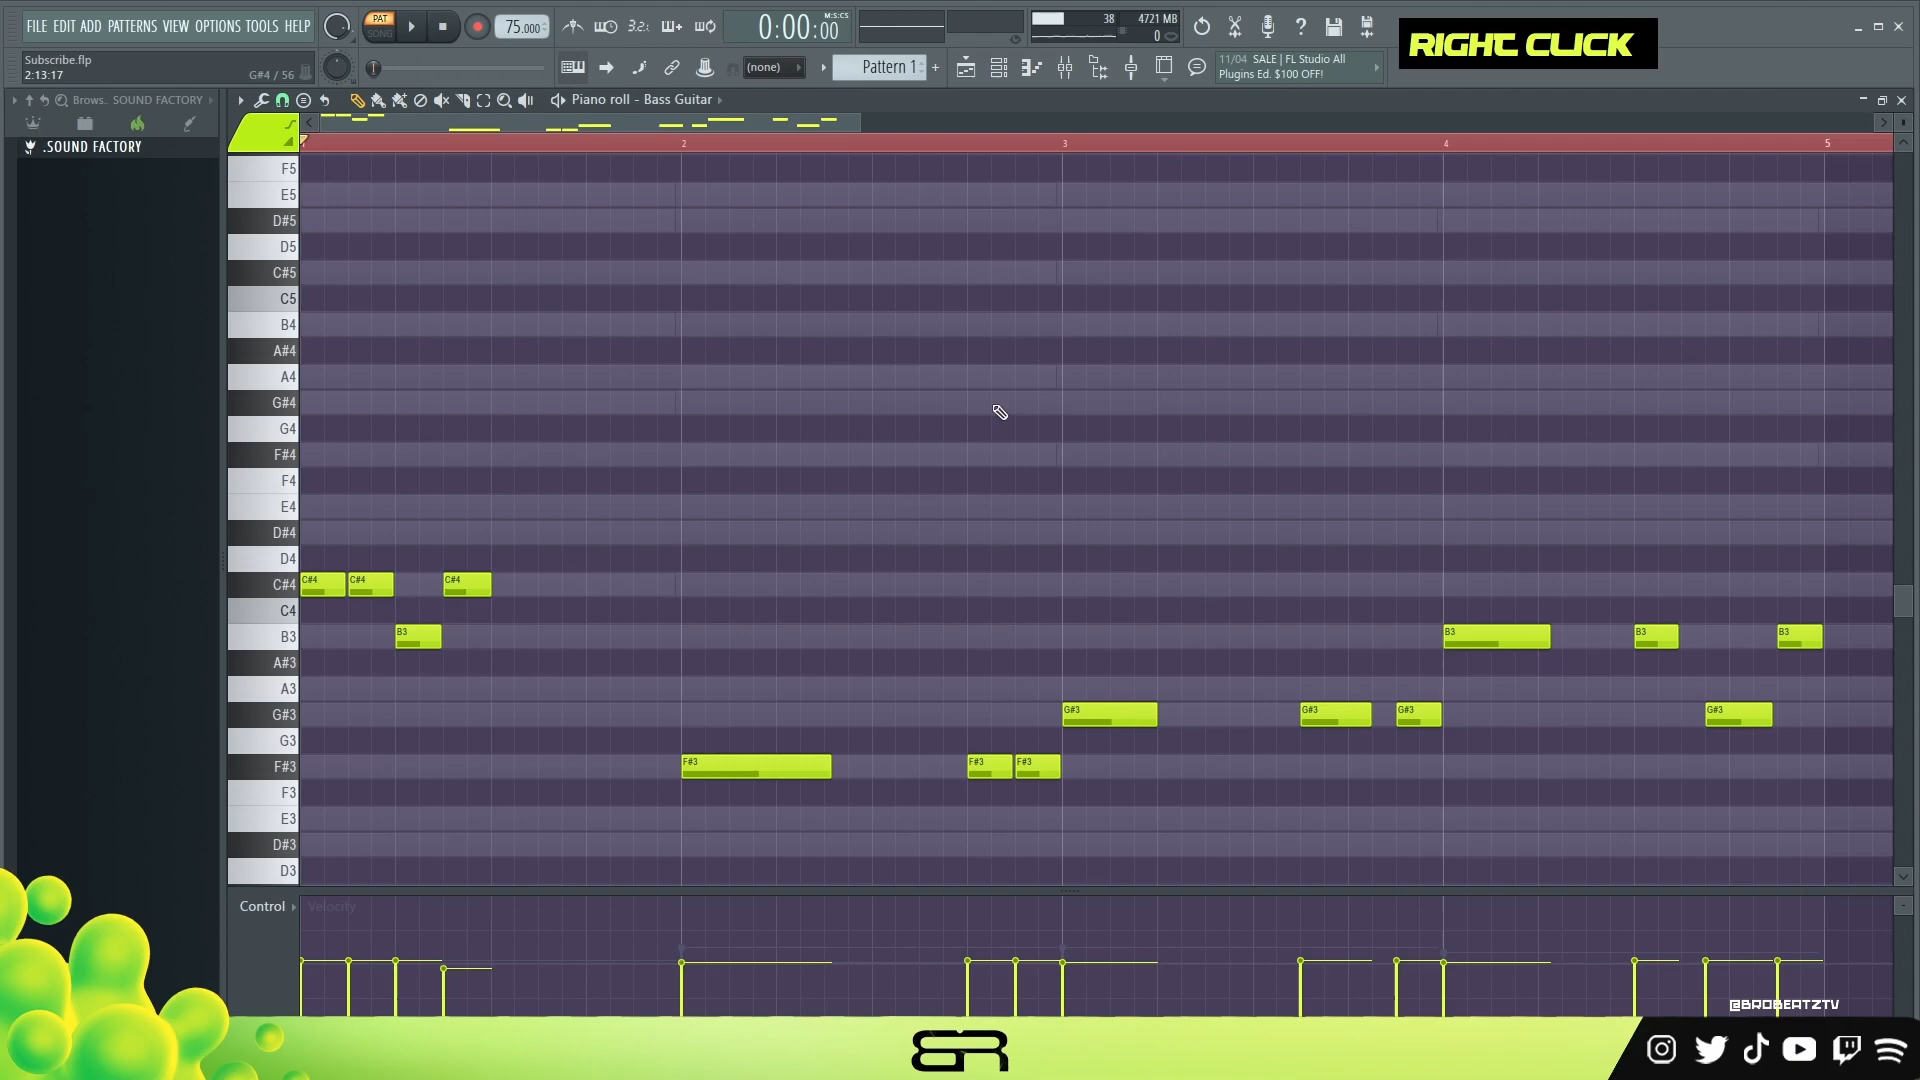 FILE EDIT ADD PATTERNS VIEW OPTIONS TOOLS HELP
PAT
SONG
75.000
3.2.:
0:00:00
M:S:CS
38
4721 MB
0
?
RIGHT CLICK
Subscribe.flp
2:13:17
G#4 / 56
(none)
Pattern 1
+
11/04 SALE | FL Studio All
Plugins Ed. $100 OFF!
Brows.. SOUND FACTORY
Piano roll - Bass Guitar
.SOUND FACTORY
2
3
4
5
F5
E5
D#5
D5
C#5
C5
B4
A#4
A4
G#4
G4
F#4
F4
E4
D#4
D4
C#4
C#4 C#4 C#4
C4
B3
B3 B3 B3 B3
A#3
A3
G#3
G#3 G#3 G#3 G#3
G3
F#3
F#3 F#3 F#3
F3
E3
D#3
D3
Control
Velocity
@BROBEATZTV
BR